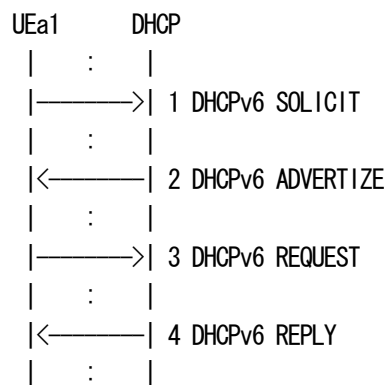 UEa1 DHCP
1 DHCPv6 SOLICIT
2 DHCPv6 ADVERTIZE
3 DHCPv6 REQUEST
4 DHCPv6 REPLY